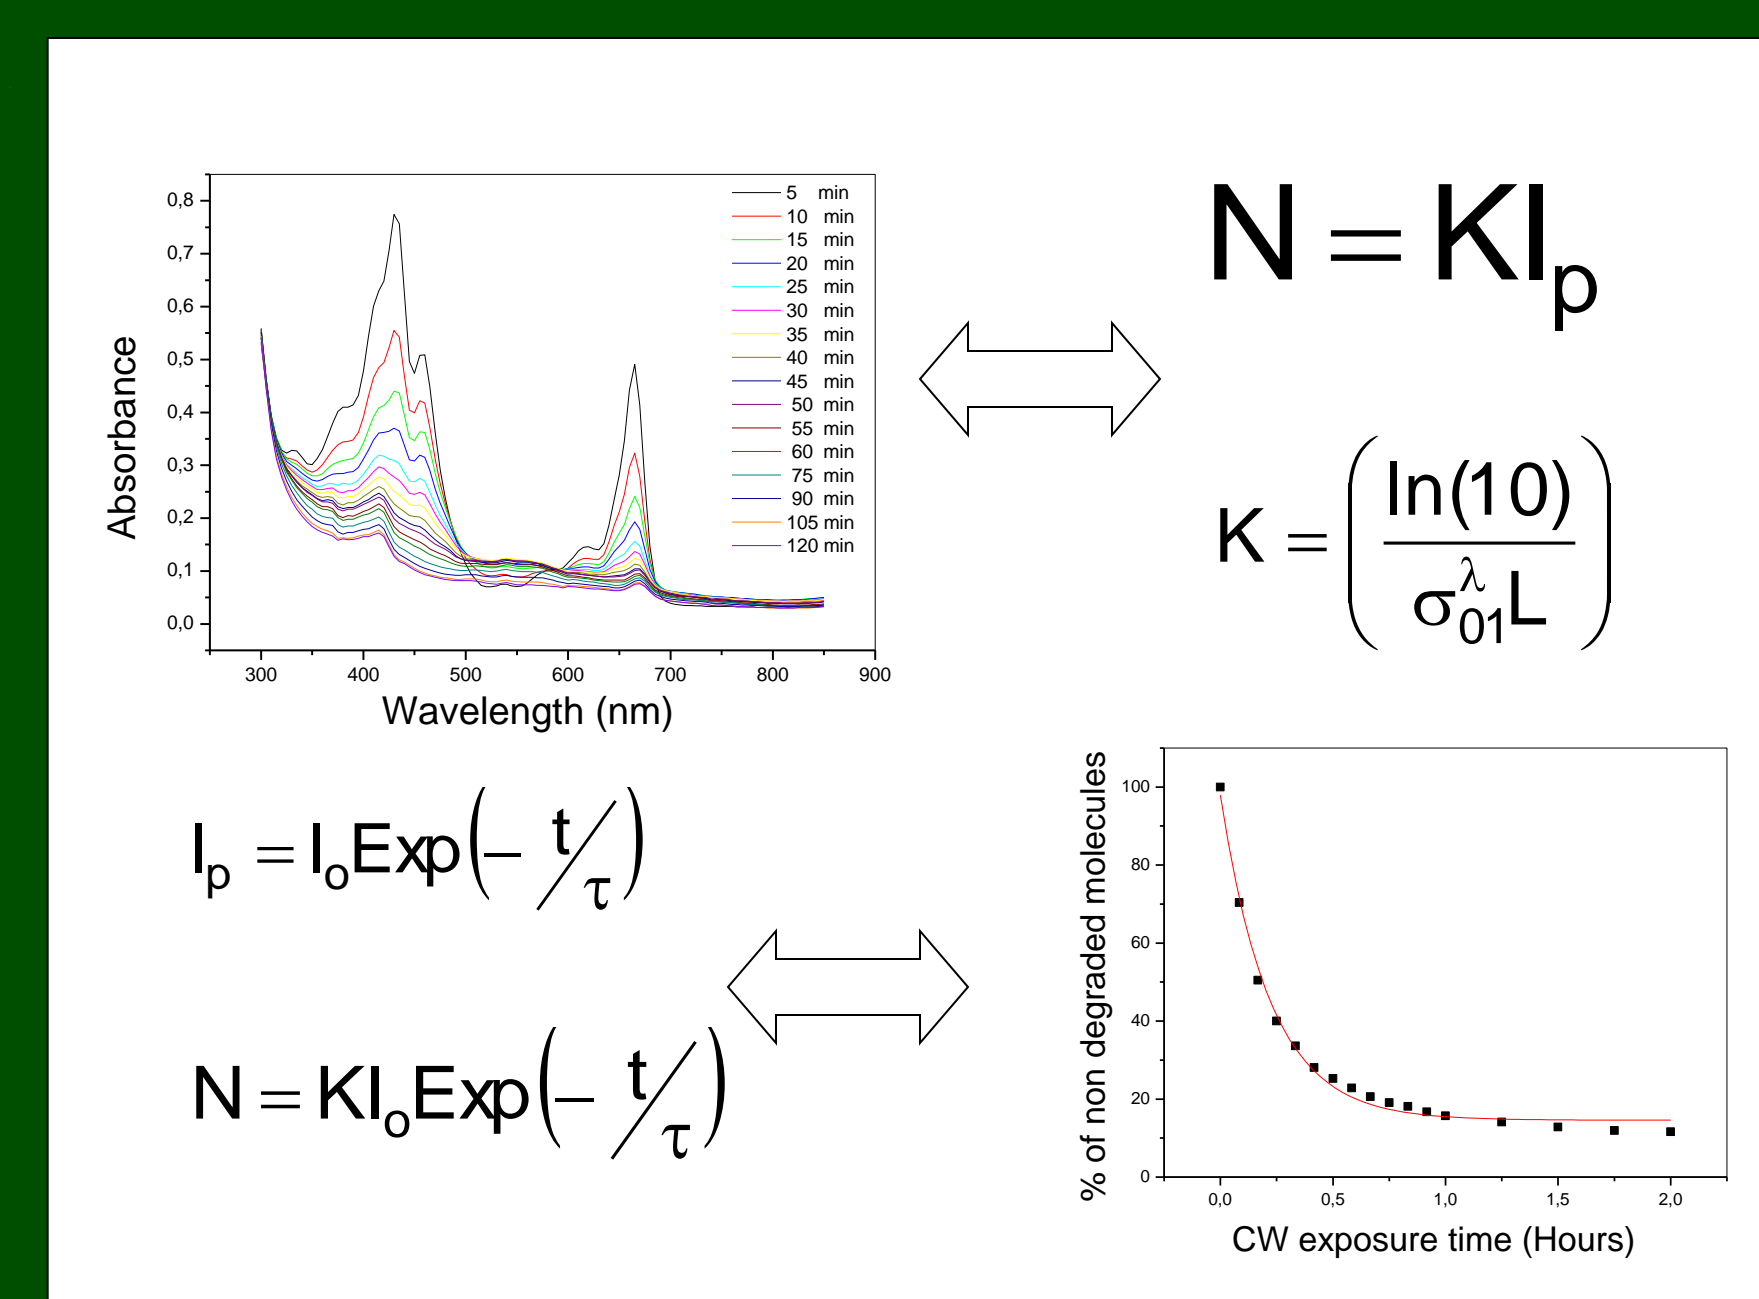 0,8
0,7
0,6
0,5
0,4
0,3
0,2
0,1
0,0
Absorbance
5 min
10 min
15 min
20 min
25 min
30 min
35 min
40 min
45 min
50 min
55 min
60 min
75 min
90 min
105 min
120 min
300 400 500 600 700 800 900
Wavelength (nm)
N = KI_p
K = ( ln(10) / σ_01^λ L )
I_p = I_o Exp(− t/τ)
N = KI_o Exp(− t/τ)
% of non degraded molecules
100
80
60
40
20
0
0,0 0,5 1,0 1,5 2,0
CW exposure time (Hours)